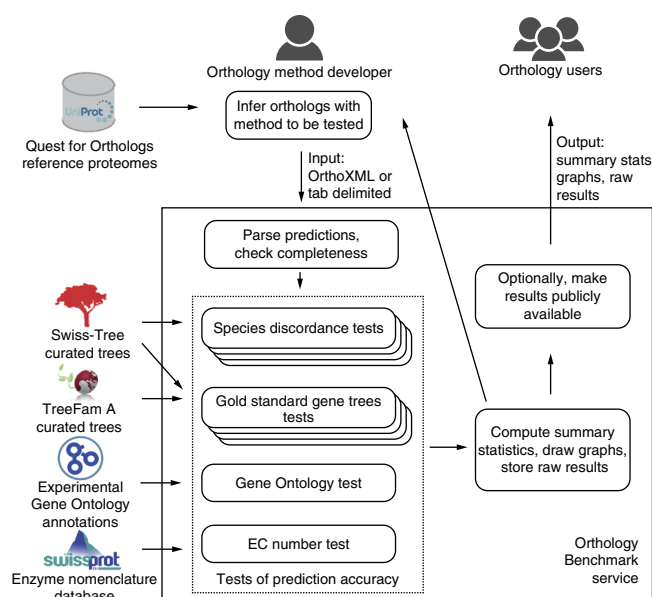 Orthology method developer
Orthology users
UniProt
Infer orthologs with
method to be tested
Quest for Orthologs
reference proteomes
Input:
OrthoXML or
tab delimited
Output:
summary stats
graphs, raw
results
Parse predictions,
check completeness
Optionally, make
results publicly
available
Species discordance tests
Swiss-Tree
curated trees
Gold standard gene trees
tests
TreeFam A
curated trees
Compute summary
statistics, draw graphs,
store raw results
Gene Ontology test
Experimental
Gene Ontology
annotations
EC number test
swissprot
Enzyme nomenclature
database
Tests of prediction accuracy
Orthology
Benchmark
service